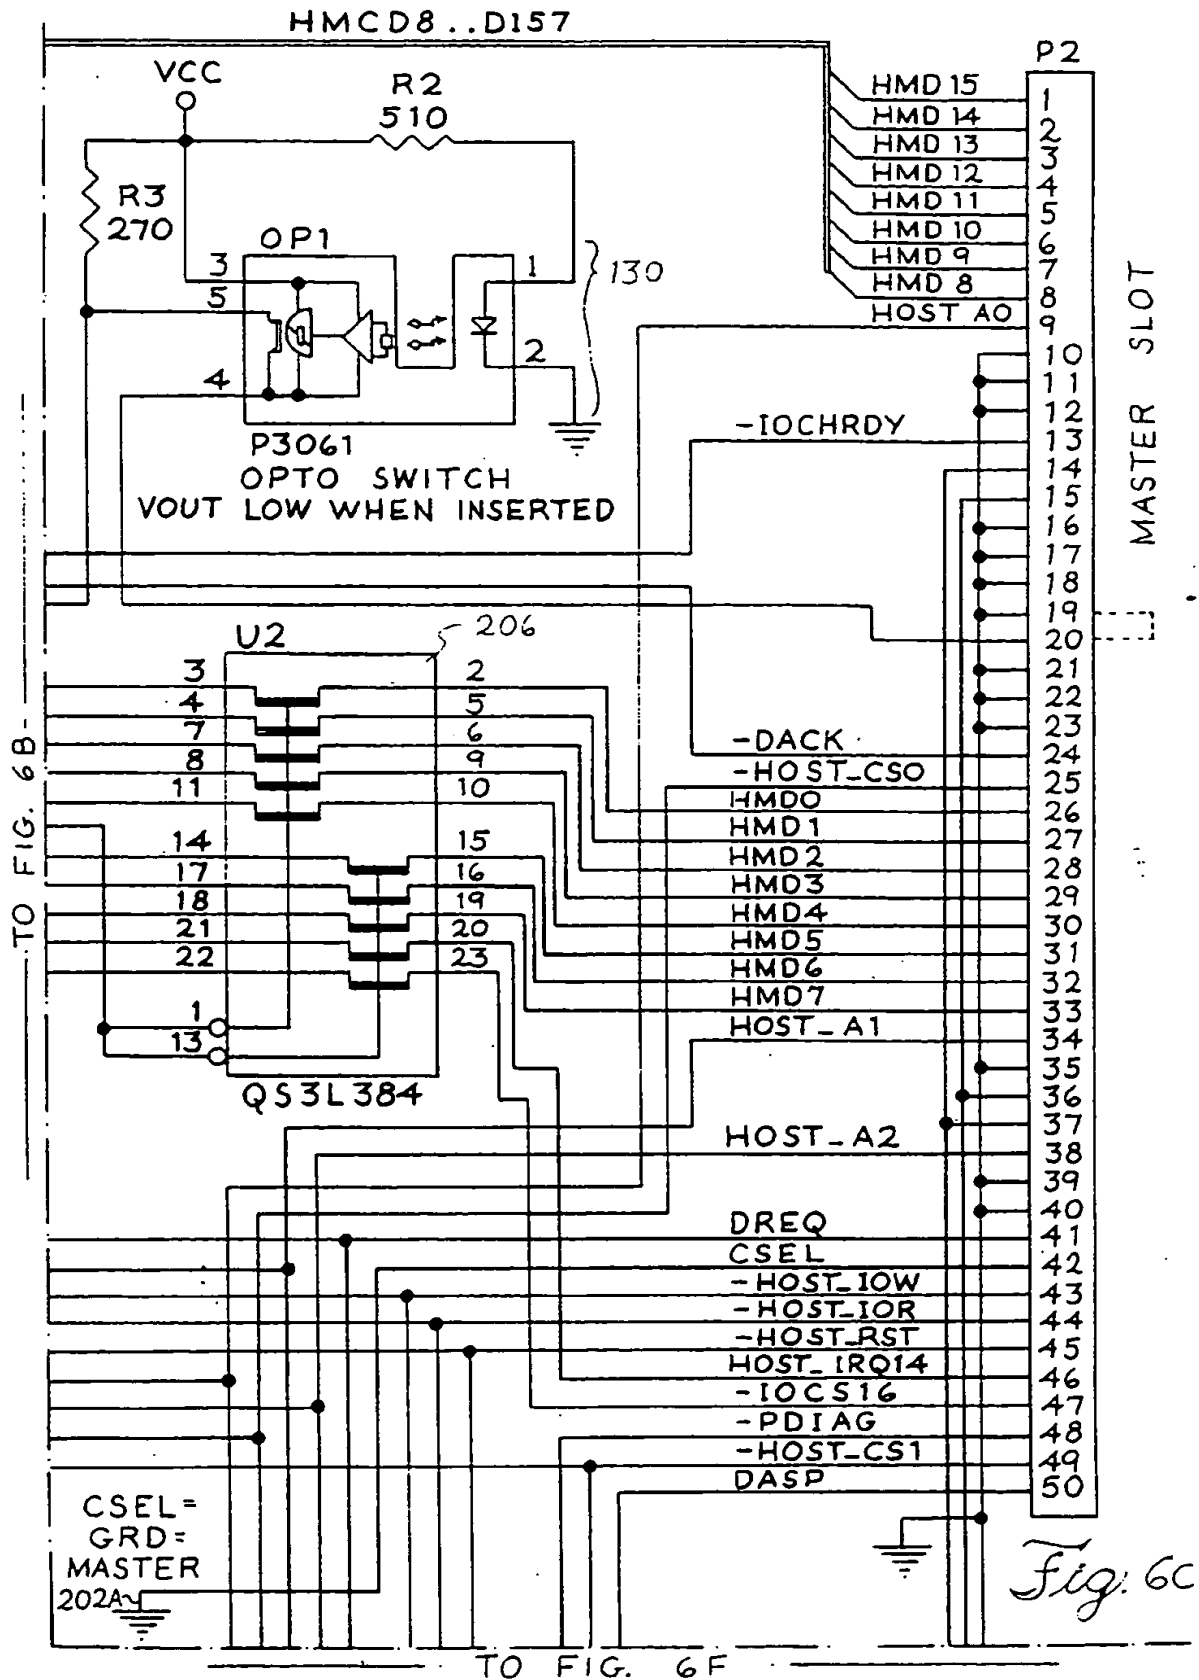 HMCD8..D157
P2
VCC
R2
510
R3
270
OP1
3
5
4
1
2
130
P3061
OPTO SWITCH
VOUT LOW WHEN INSERTED
HMD 15
1
HMD 14
2
HMD 13
3
HMD 12
4
HMD 11
5
HMD 10
6
HMD 9
7
HMD 8
8
HOST A0
9
10
11
12
-IOCHRDY
13
14
15
16
17
18
19
20
21
22
23
-DACK
24
-HOST_CS0
25
HMD0
26
HMD1
27
HMD2
28
HMD3
29
HMD4
30
HMD5
31
HMD6
32
HMD7
33
HOST_A1
34
35
36
37
HOST_A2
38
39
40
DREQ
41
CSEL
42
-HOST_IOW
43
-HOST_IOR
44
-HOST_RST
45
HOST_IRQ14
46
-IOCS16
47
-PDIAG
48
-HOST_CS1
49
DASP
50
MASTER SLOT
U2
206
3 2
4 5
7 6
8 9
11 10
14 15
17 16
18 19
21 20
22 23
1
13
QS3L384
TO FIG. 6B
CSEL=
GRD=
MASTER
202A
Fig. 6C
TO FIG. 6F